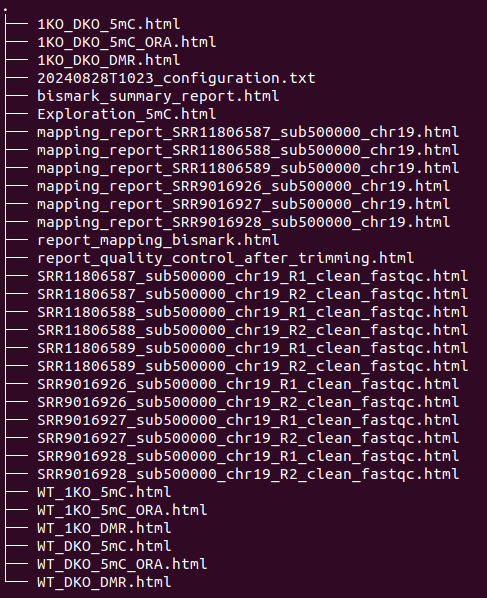 .
├── 1KO_DKO_5mC.html
├── 1KO_DKO_5mC_ORA.html
├── 1KO_DKO_DMR.html
├── 20240828T1023_configuration.txt
├── bismark_summary_report.html
├── Exploration_5mC.html
├── mapping_report_SRR11806587_sub500000_chr19.html
├── mapping_report_SRR11806588_sub500000_chr19.html
├── mapping_report_SRR11806589_sub500000_chr19.html
├── mapping_report_SRR9016926_sub500000_chr19.html
├── mapping_report_SRR9016927_sub500000_chr19.html
├── mapping_report_SRR9016928_sub500000_chr19.html
├── report_mapping_bismark.html
├── report_quality_control_after_trimming.html
├── SRR11806587_sub500000_chr19_R1_clean_fastqc.html
├── SRR11806587_sub500000_chr19_R2_clean_fastqc.html
├── SRR11806588_sub500000_chr19_R1_clean_fastqc.html
├── SRR11806588_sub500000_chr19_R2_clean_fastqc.html
├── SRR11806589_sub500000_chr19_R1_clean_fastqc.html
├── SRR11806589_sub500000_chr19_R2_clean_fastqc.html
├── SRR9016926_sub500000_chr19_R1_clean_fastqc.html
├── SRR9016926_sub500000_chr19_R2_clean_fastqc.html
├── SRR9016927_sub500000_chr19_R1_clean_fastqc.html
├── SRR9016927_sub500000_chr19_R2_clean_fastqc.html
├── SRR9016928_sub500000_chr19_R1_clean_fastqc.html
├── SRR9016928_sub500000_chr19_R2_clean_fastqc.html
├── WT_1KO_5mC.html
├── WT_1KO_5mC_ORA.html
├── WT_1KO_DMR.html
├── WT_DKO_5mC.html
├── WT_DKO_5mC_ORA.html
└── WT_DKO_DMR.html